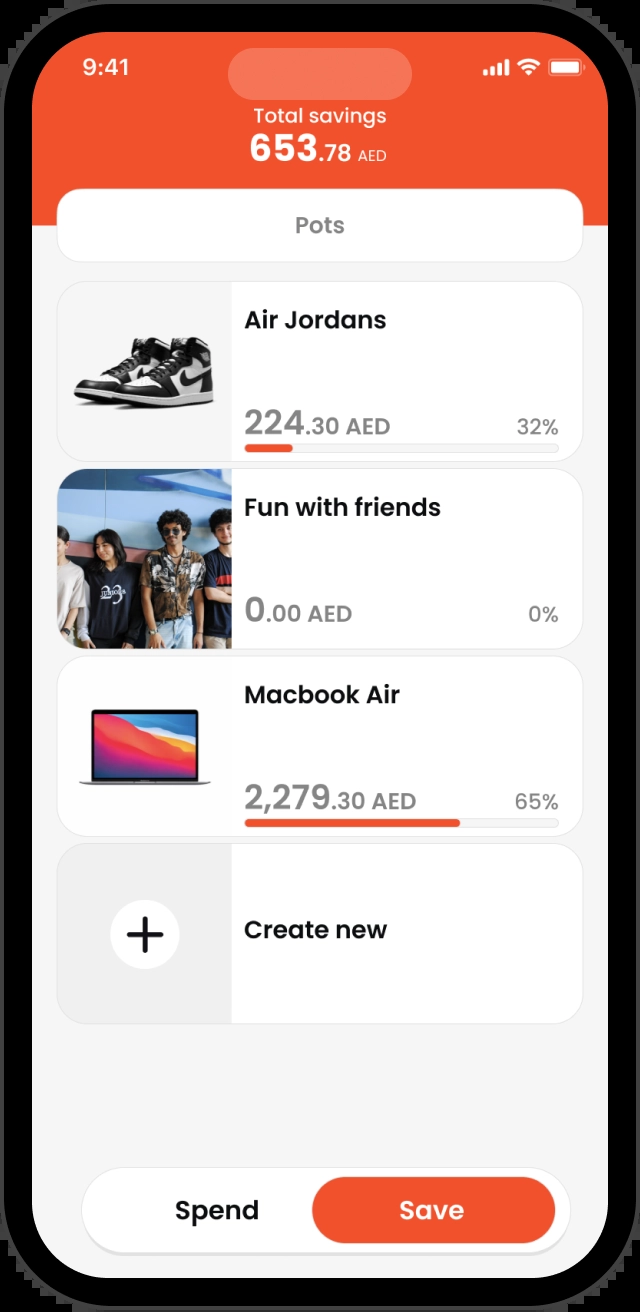 9:41
Total savings
653.78 AED
Pots
Air Jordans
224.30 AED 32%
Fun with friends
0.00 AED 0%
Macbook Air
2,279.30 AED 65%
Create new
Spend Save